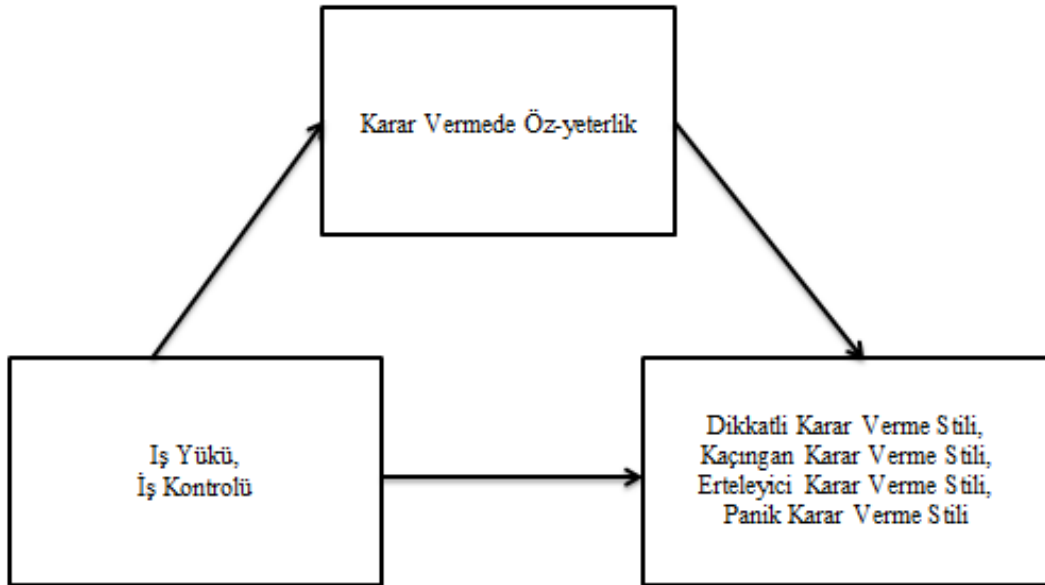 Karar Vermede Öz-yeterlik
Iş Yükü,
İş Kontrolü
Dikkatli Karar Verme Stili,
Kaçıngan Karar Verme Stili,
Erteleyici Karar Verme Stili,
Panik Karar Verme Stili